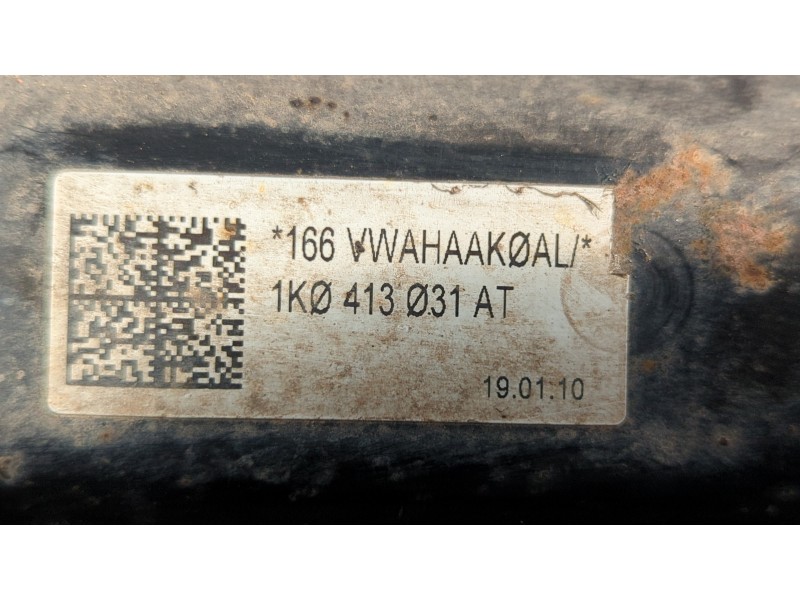 *166 VWAHAAKØAL/*
1KØ 413 Ø31 AT
19.01.10